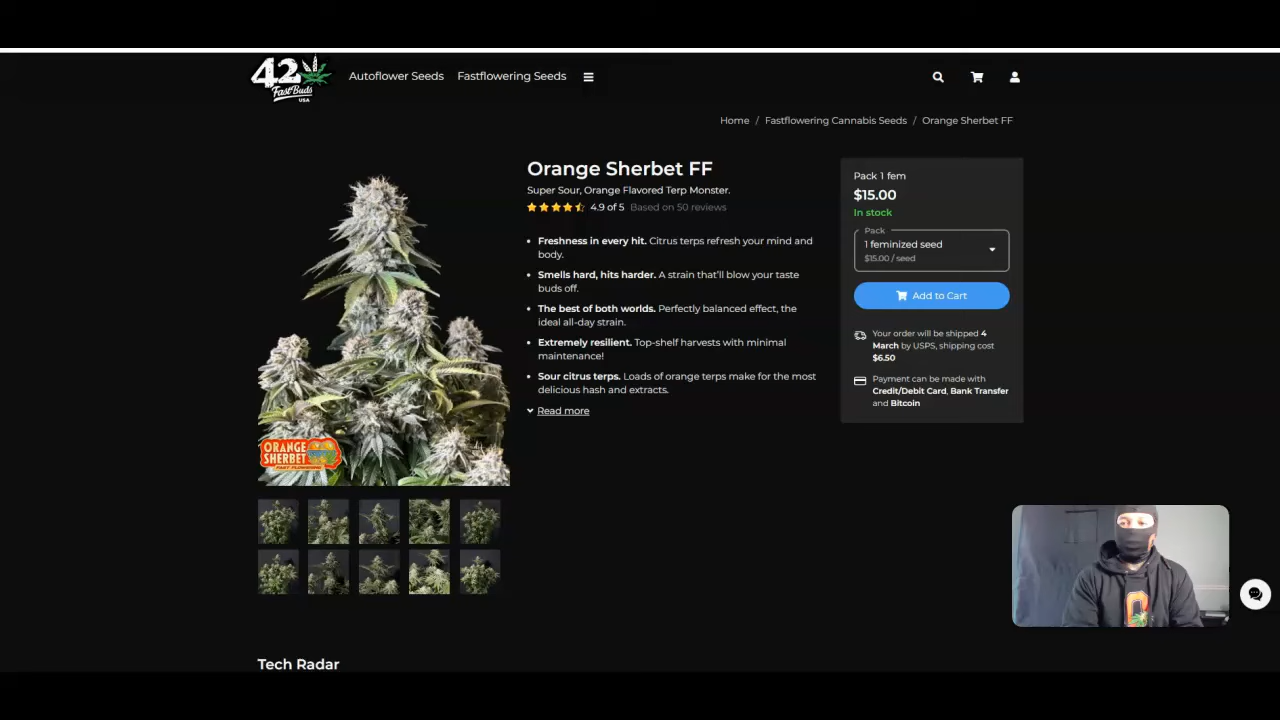 42
FastBuds
USA
Autoflower Seeds
Fastflowering Seeds
Home / Fastflowering Cannabis Seeds / Orange Sherbet FF
Orange Sherbet FF
Super Sour, Orange Flavored Terp Monster.
4.9 of 5 Based on 50 reviews
Freshness in every hit. Citrus terps refresh your mind and
body.
Smells hard, hits harder. A strain that'll blow your taste
buds off.
The best of both worlds. Perfectly balanced effect, the
ideal all-day strain.
Extremely resilient. Top-shelf harvests with minimal
maintenance!
Sour citrus terps. Loads of orange terps make for the most
delicious hash and extracts.
Read more
Pack 1 fem
$15.00
In stock
Pack
1 feminized seed
$15.00 / seed
Add to Cart
Your order will be shipped 4
March by USPS, shipping cost
$6.50
Payment can be made with
Credit/Debit Card, Bank Transfer
and Bitcoin
ORANGE
SHERBET
FAST FLOWERING
Tech Radar